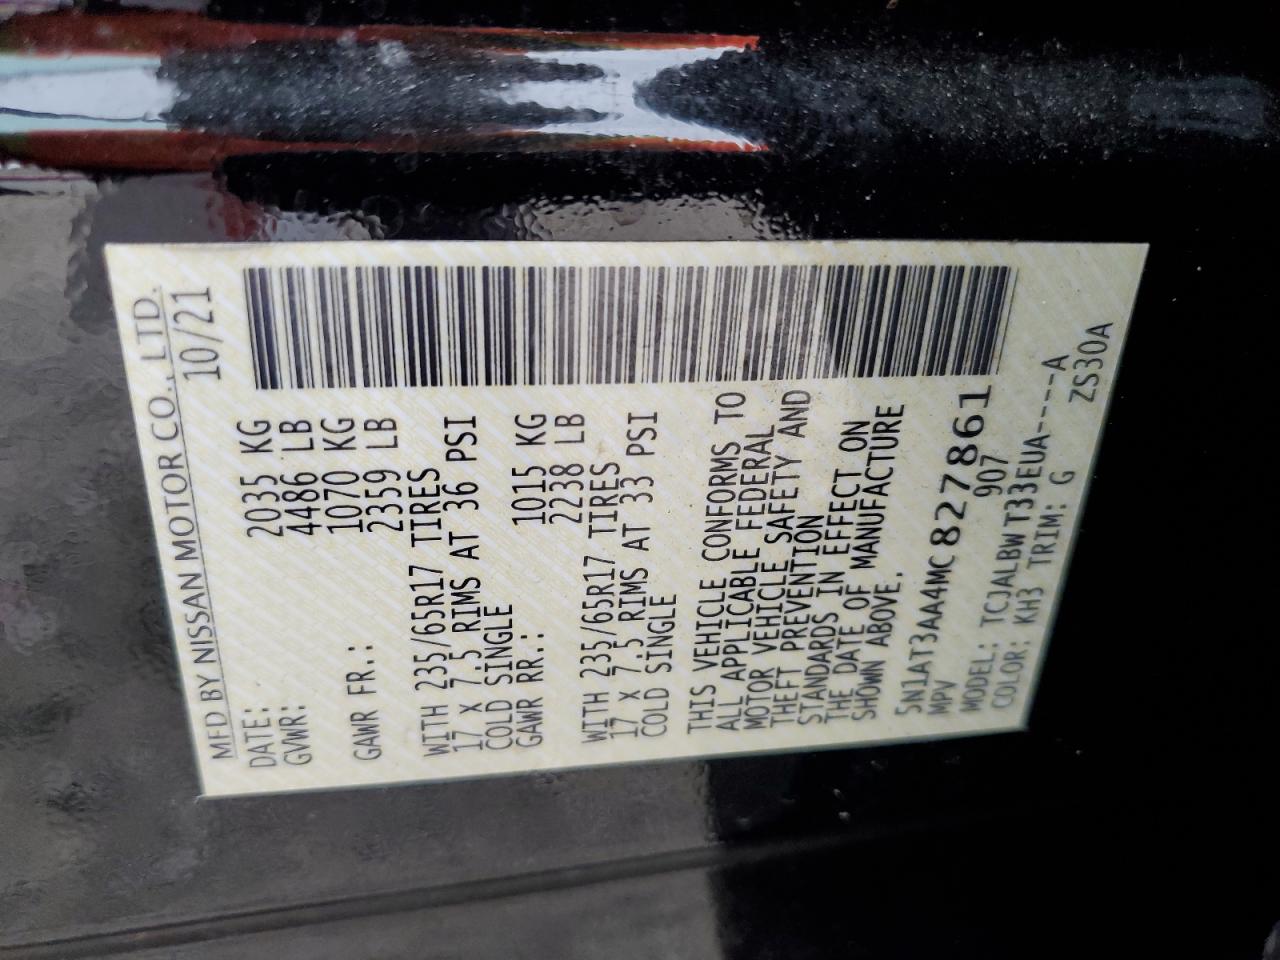 MFD BY NISSAN MOTOR CO., LTD.
DATE: 10/21
GVWR: 2035 KG
4486 LB
GAWR FR.: 1070 KG
2359 LB
WITH 235/65R17 TIRES
17 X 7.5 RIMS AT 36 PSI
COLD SINGLE
GAWR RR.: 1015 KG
2238 LB
WITH 235/65R17 TIRES
17 X 7.5 RIMS AT 33 PSI
COLD SINGLE
THIS VEHICLE CONFORMS TO
ALL APPLICABLE FEDERAL
MOTOR VEHICLE SAFETY AND
THEFT PREVENTION
STANDARDS IN EFFECT ON
THE DATE OF MANUFACTURE
SHOWN ABOVE.
5N1AT3AA4MC827861
MPV 907
MODEL: TCJALBWT33EUA----A
COLOR: KH3 TRIM: G ZS30A